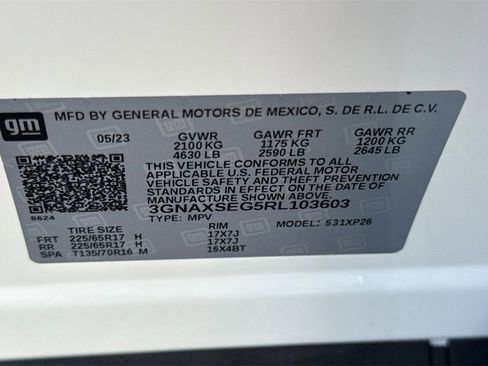 gm
MFD BY GENERAL MOTORS DE MEXICO, S. DE R.L. DE C.V.
05/23 GVWR GAWR FRT GAWR RR
2100 KG 1175 KG 1200 KG
4630 LB 2590 LB 2645 LB
THIS VEHICLE CONFORMS TO ALL
APPLICABLE U.S. FEDERAL MOTOR
VEHICLE SAFETY AND THEFT PREVENTION
STANDARDS IN EFFECT ON THE DATE OF
MANUFACTURE SHOWN ABOVE.
8624 3GNAXSEG5RL103603
TYPE: MPV MODEL: 531XP26
TIRE SIZE RIM
FRT 225/65R17 H 17X7J
RR 225/65R17 H 17X7J
SPA T135/70R16 M 16X4BT